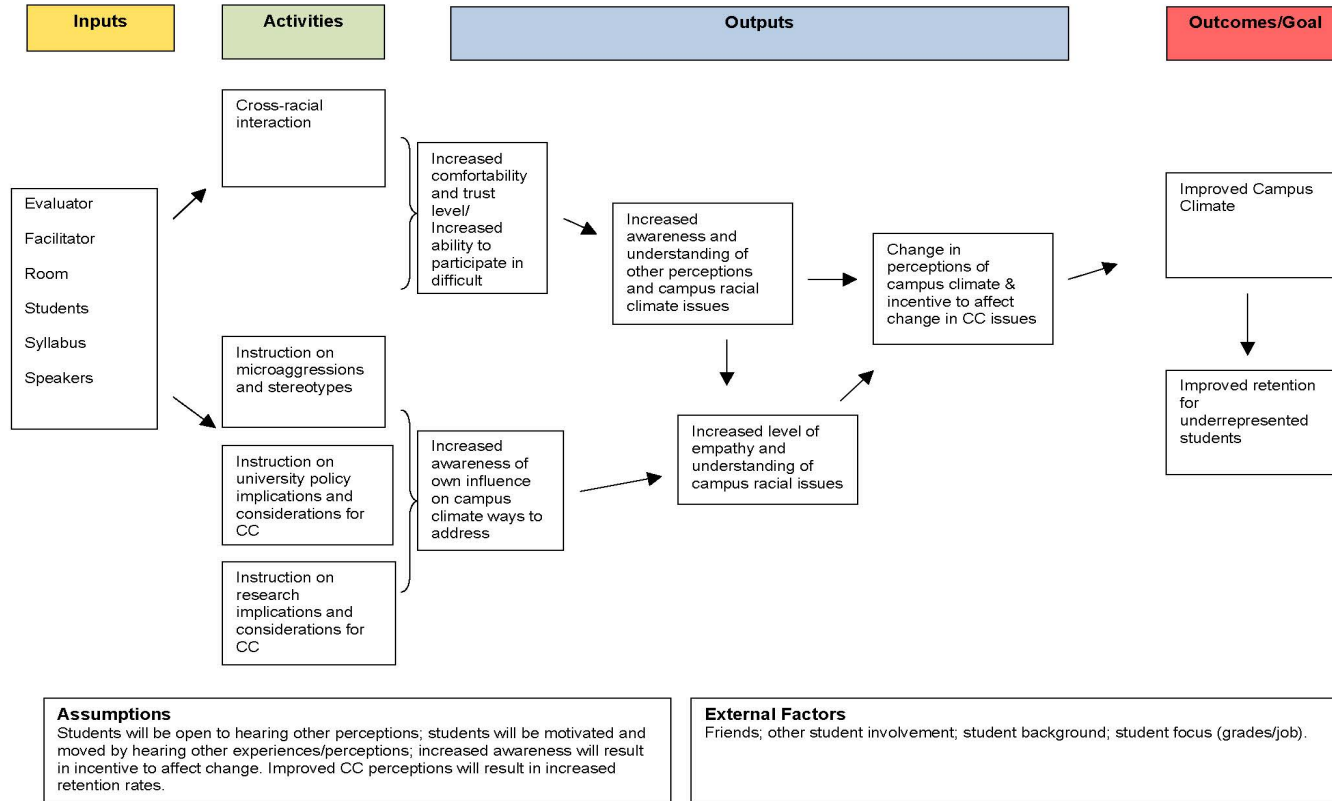 Inputs
Activities
Outputs
Outcomes/Goal
Evaluator
Facilitator
Room
Students
Syllabus
Speakers
Cross-racial
interaction
Instruction on
microaggressions
and stereotypes
Instruction on
university policy
implications and
considerations for
CC
Instruction on
research
implications and
considerations for
CC
Increased
comfortability
and trust
level/
Increased
ability to
participate in
difficult
Increased
awareness of
own influence
on campus
climate ways to
address
Increased
awareness and
understanding of
other perceptions
and campus racial
climate issues
Increased level of
empathy and
understanding of
campus racial issues
Change in
perceptions of
campus climate &
incentive to affect
change in CC issues
Improved Campus
Climate
Improved retention
for
underrepresented
students
Assumptions
Students will be open to hearing other perceptions; students will be motivated and
moved by hearing other experiences/perceptions; increased awareness will result
in incentive to affect change. Improved CC perceptions will result in increased
retention rates.
External Factors
Friends; other student involvement; student background; student focus (grades/job).